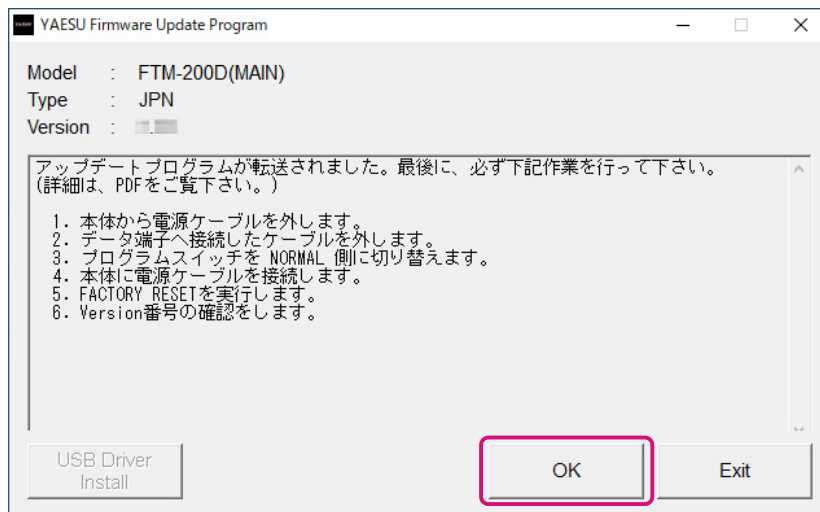 YAESU Firmware Update Program
Model : FTM-200D(MAIN)
Type : JPN
Version :
アップデートプログラムが転送されました。最後に、必ず下記作業を行って下さい。
(詳細は、PDFをご覧下さい。)
1. 本体から電源ケーブルを外します。
2. データ端子へ接続したケーブルを外します。
3. プログラムスイッチを NORMAL 側に切り替えます。
4. 本体に電源ケーブルを接続します。
5. FACTORY RESETを実行します。
6. Version番号の確認をします。
USB Driver
Install
OK
Exit